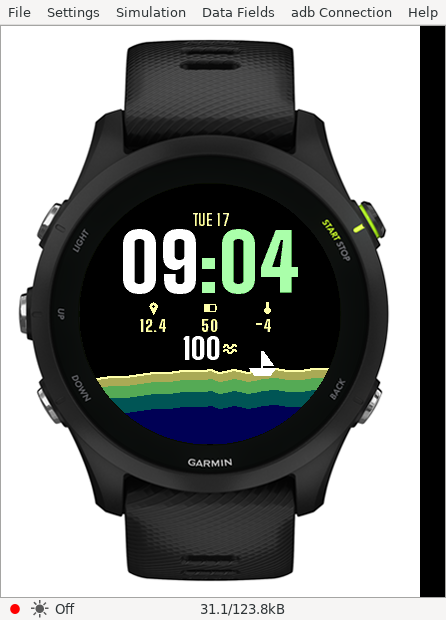 File Settings Simulation Data Fields adb Connection Help
TUE 17
START STOP
LIGHT
09:04
UP
12.4 50 -4
100
DOWN
BACK
GARMIN
Off 31.1/123.8kB